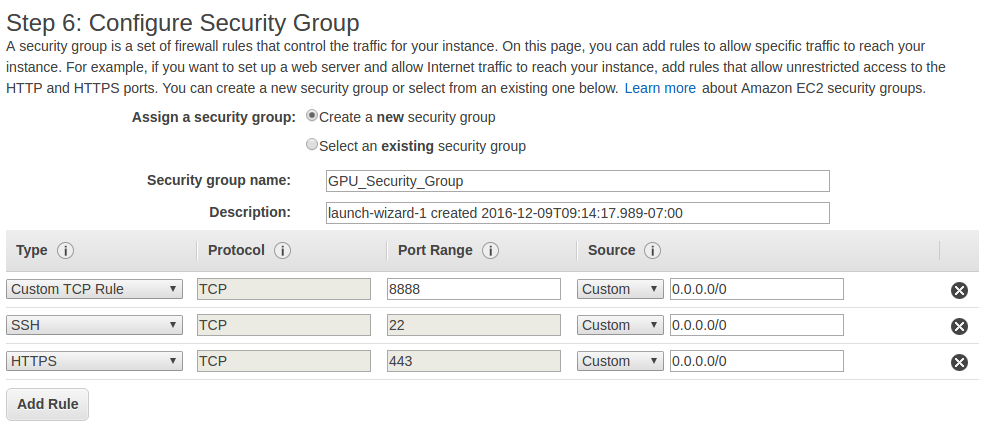 Step 6: Configure Security Group
A security group is a set of firewall rules that control the traffic for your instance. On this page, you can add rules to allow specific traffic to reach your
instance. For example, if you want to set up a web server and allow Internet traffic to reach your instance, add rules that allow unrestricted access to the
HTTP and HTTPS ports. You can create a new security group or select from an existing one below. Learn more about Amazon EC2 security groups.
Assign a security group: Create a new security group
Select an existing security group
Security group name: GPU_Security_Group
Description: launch-wizard-1 created 2016-12-09T09:14:17.989-07:00
Type i Protocol i Port Range i Source i
Custom TCP Rule TCP 8888 Custom 0.0.0.0/0
SSH TCP 22 Custom 0.0.0.0/0
HTTPS TCP 443 Custom 0.0.0.0/0
Add Rule